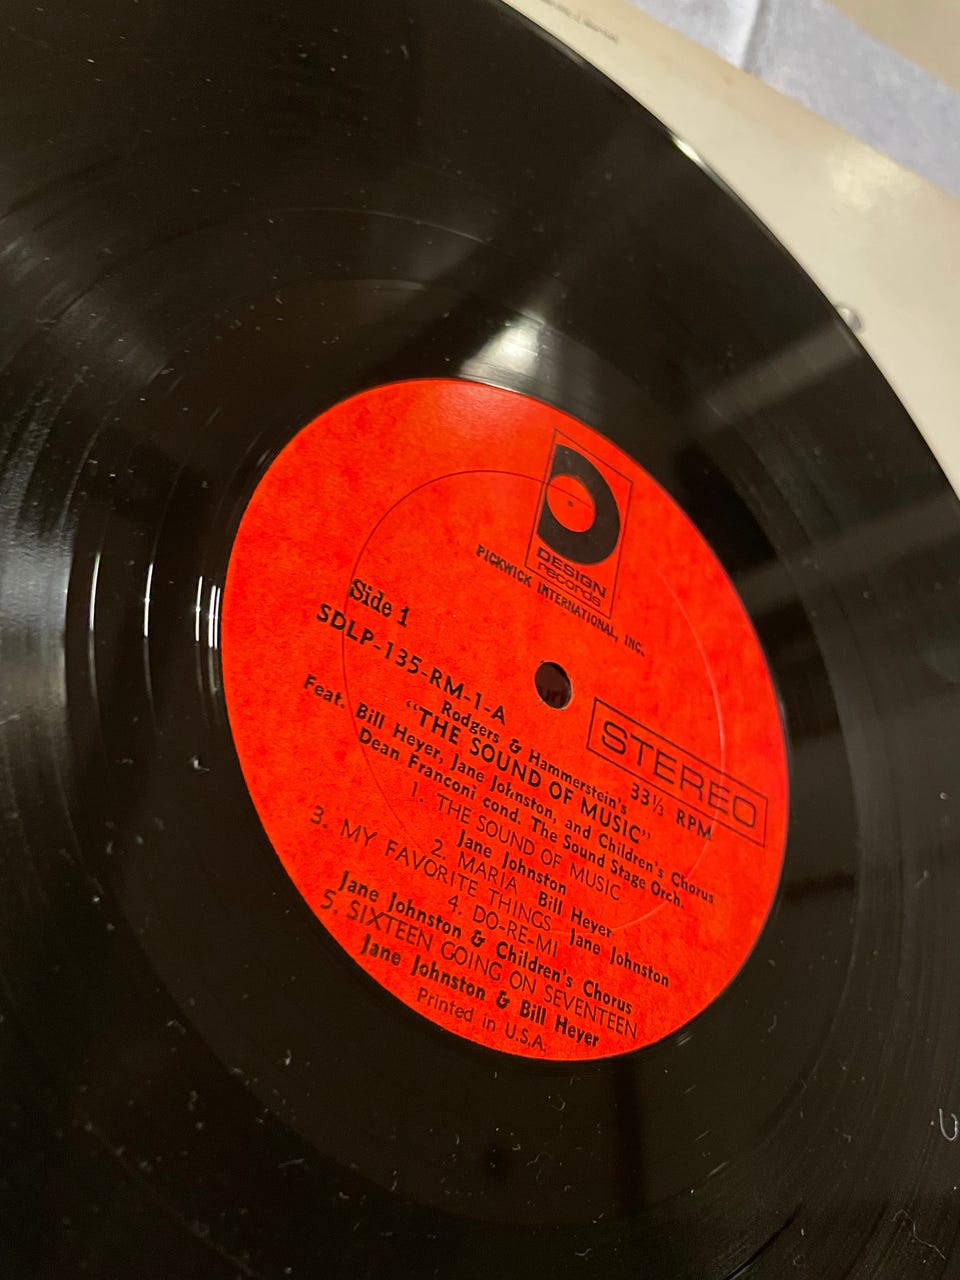 DESIGN
records
PICKWICK INTERNATIONAL, INC.
Side 1
SDLP-135-RM-1-A
STEREO
33⅓ RPM
Rodgers & Hammerstein's
“THE SOUND OF MUSIC”
Feat. Bill Heyer, Jane Johnston, and Children's Chorus
Dean Franconi cond. The Sound Stage Orch.
1. THE SOUND OF MUSIC
Jane Johnston
2. MARIA Bill Heyer
3. MY FAVORITE THINGS Jane Johnston
4. DO-RE-MI
Jane Johnston & Children's Chorus
5. SIXTEEN GOING ON SEVENTEEN
Jane Johnston & Bill Heyer
Printed in U.S.A.